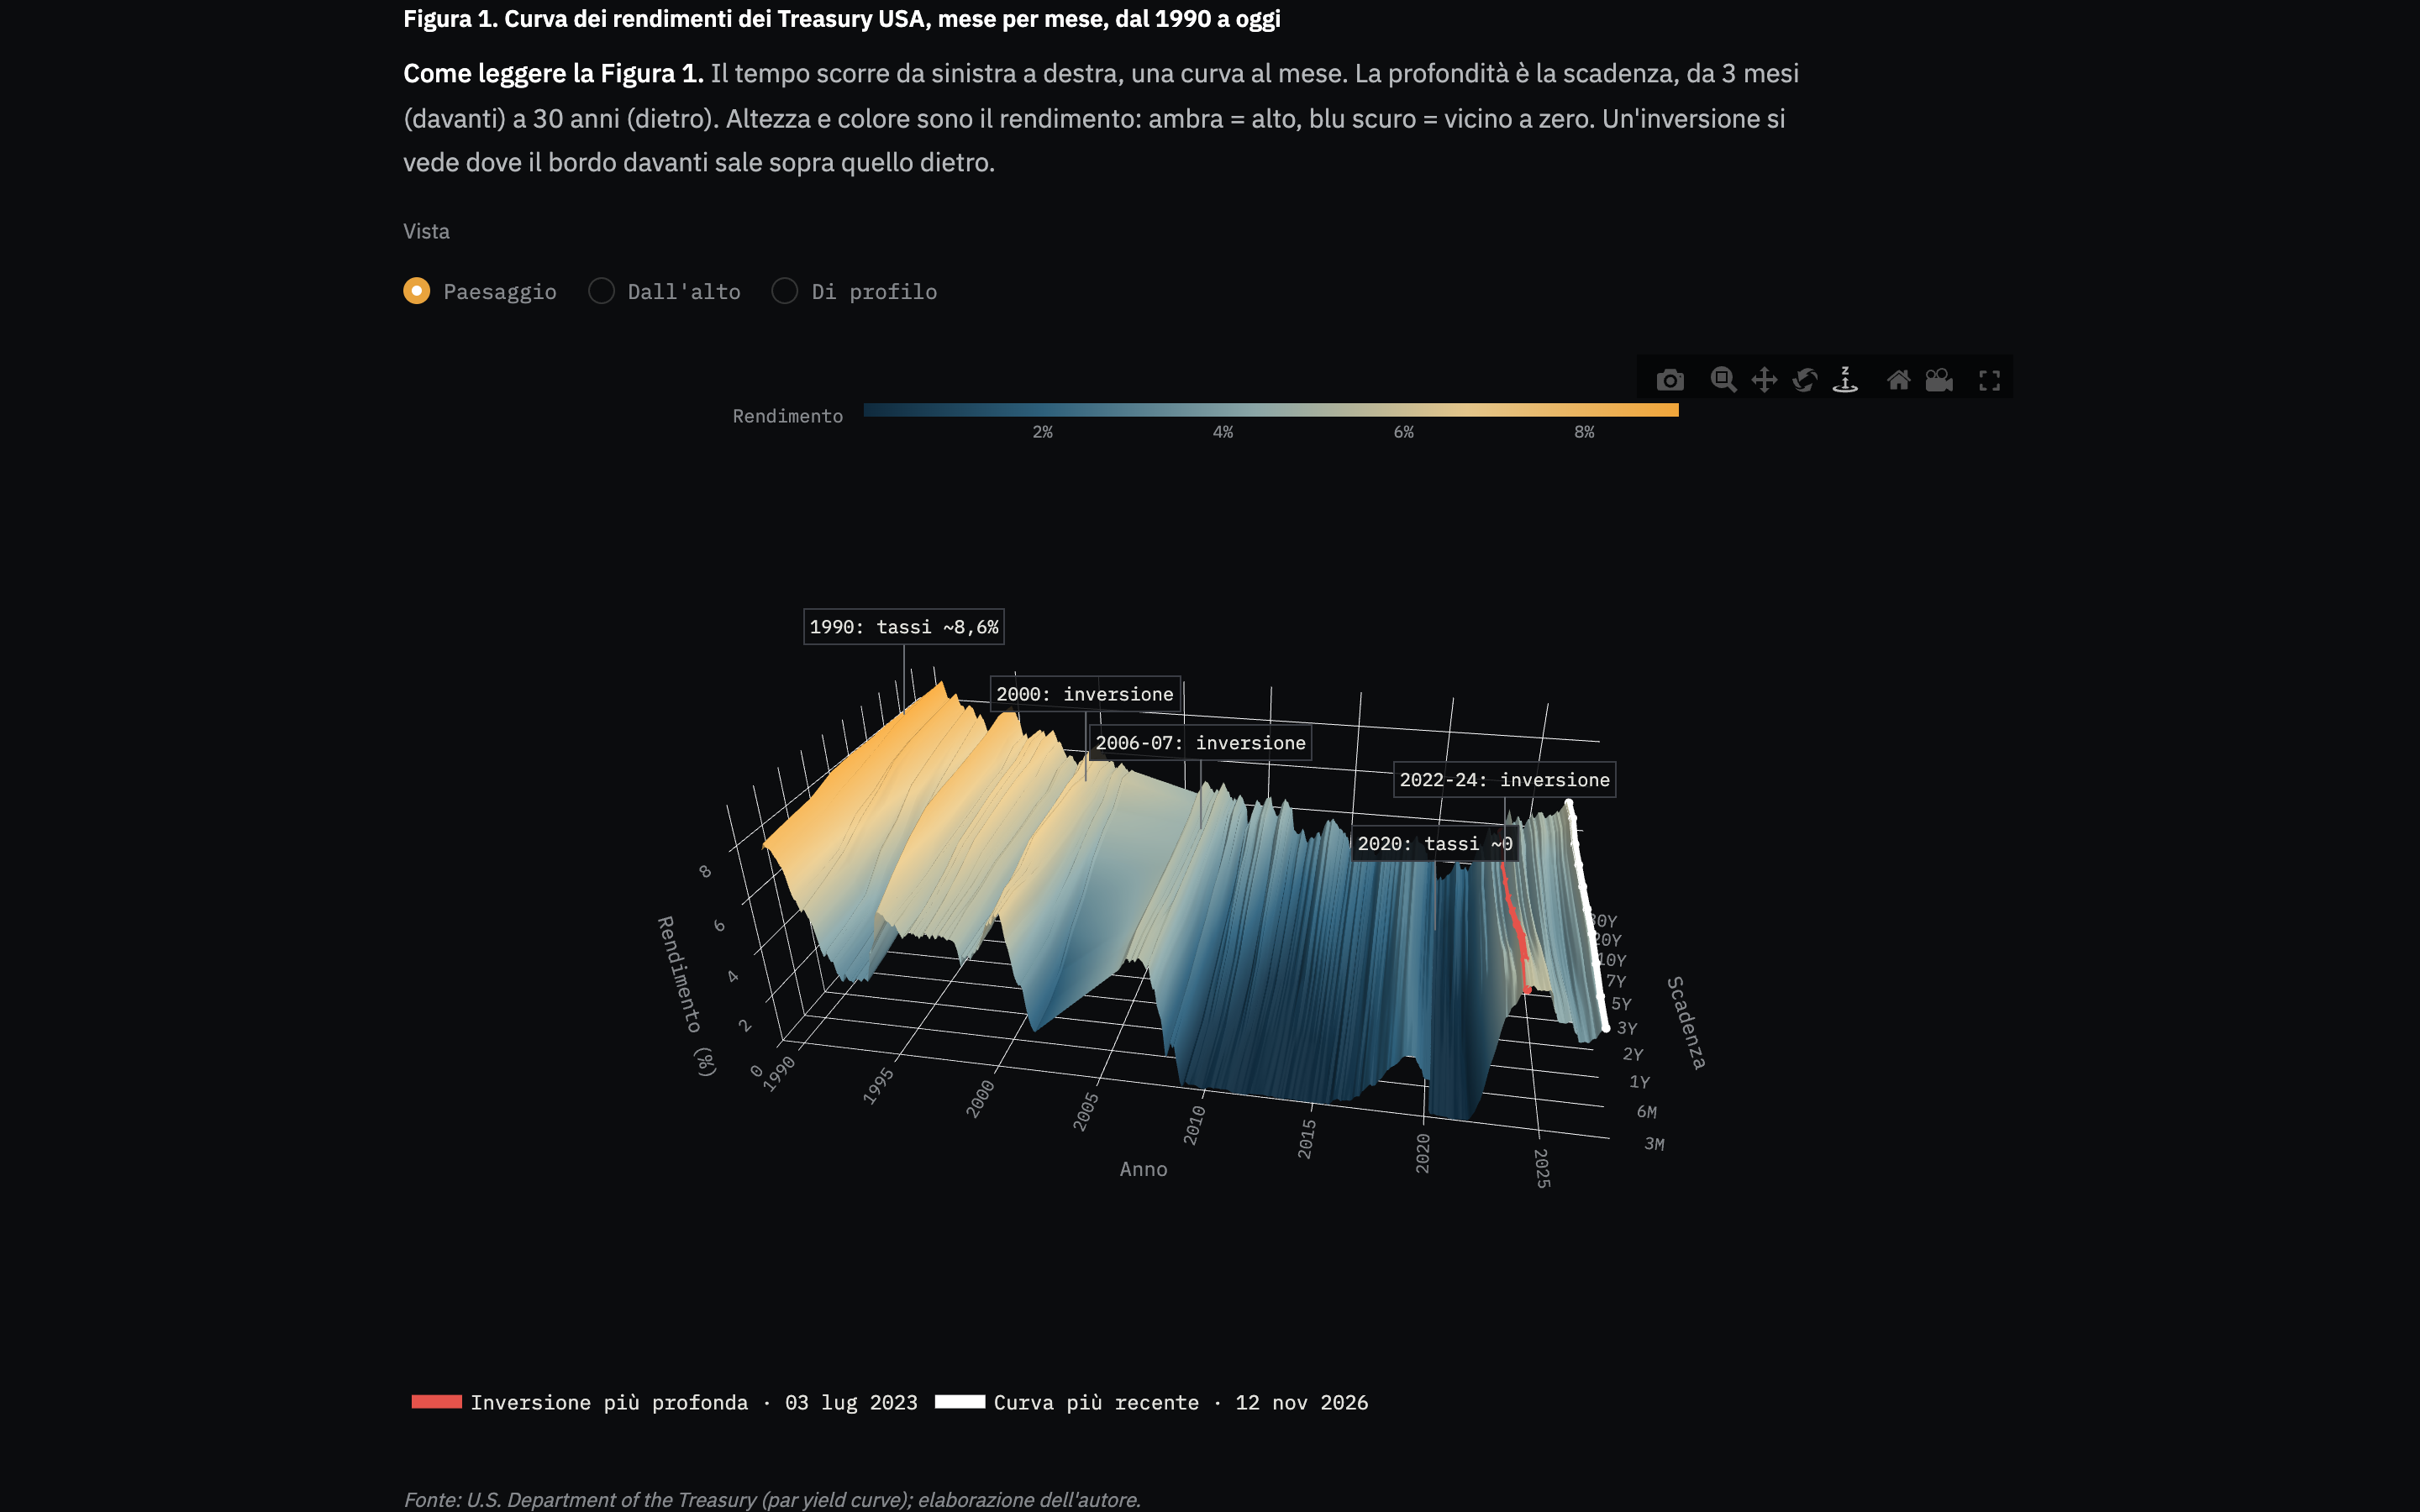 Figura 1. Curva dei rendimenti dei Treasury USA, mese per mese, dal 1990 a oggi
Come leggere la Figura 1. Il tempo scorre da sinistra a destra, una curva al mese. La profondità è la scadenza, da 3 mesi
(davanti) a 30 anni (dietro). Altezza e colore sono il rendimento: ambra = alto, blu scuro = vicino a zero. Un'inversione si
vede dove il bordo davanti sale sopra quello dietro.
Vista
Paesaggio Dall'alto Di profilo
Z
Rendimento
2% 4% 6% 8%
1990: tassi ~8,6%
2000: inversione
2006-07: inversione
2022-24: inversione
2020: tassi ~0
Rendimento (%)
8
6
4
2
0
1990
1995
2000
2005
2010
2015
2020
2025
Anno
30Y
20Y
10Y
7Y
5Y
3Y
2Y
1Y
6M
3M
Scadenza
Inversione più profonda · 03 lug 2023 Curva più recente · 12 nov 2026
Fonte: U.S. Department of the Treasury (par yield curve); elaborazione dell'autore.